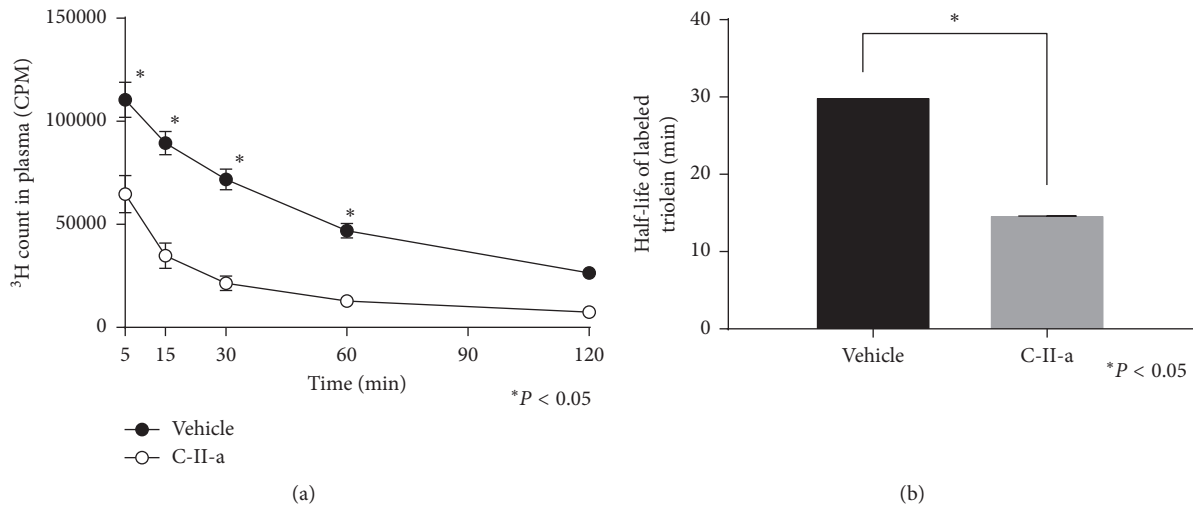 150000
100000
50000
0
³H count in plasma (CPM)
*
*
*
*
5
15
30
60
90
120
Time (min)
*P < 0.05
Vehicle
C-II-a
(a)
40
30
20
10
0
Half-life of labeled
triolein (min)
*
Vehicle
C-II-a
*P < 0.05
(b)